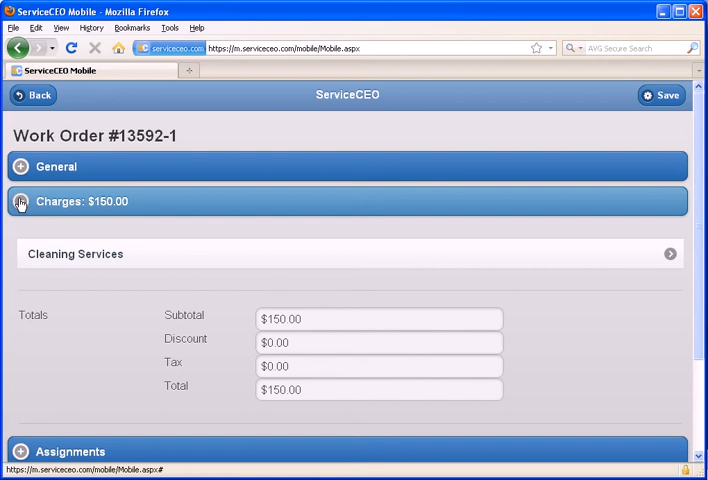 ServiceCEO Mobile - Mozilla Firefox
File Edit View History Bookmarks Tools Help
serviceceo.com https://m.serviceceo.com/mobile/Mobile.aspx AVG Secure Search
ServiceCEO Mobile
Back ServiceCEO Save
Work Order #13592-1
General
Charges: $150.00
Cleaning Services
Totals Subtotal $150.00
Discount $0.00
Tax $0.00
Total $150.00
Assignments
https://m.serviceceo.com/mobile/Mobile.aspx#